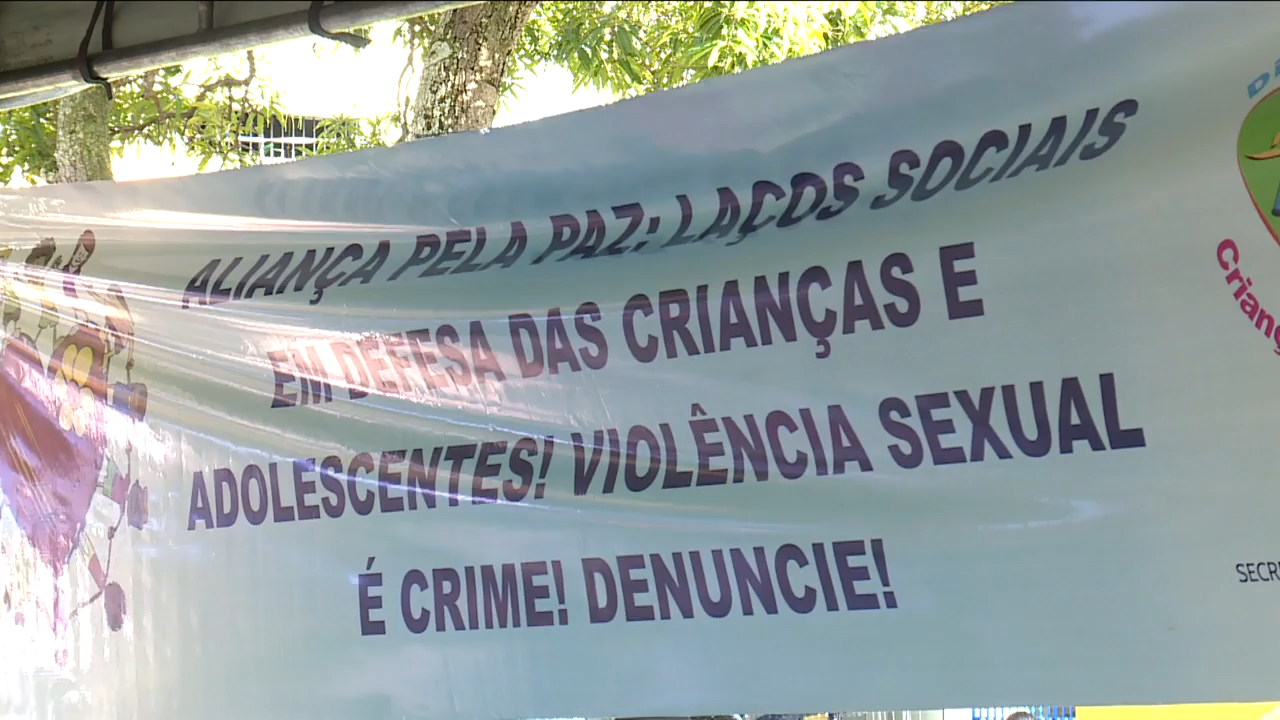 ALIANÇA PELA PAZ: LAÇOS SOCIAIS
EM DEFESA DAS CRIANÇAS E
ADOLESCENTES! VIOLÊNCIA SEXUAL
É CRIME! DENUNCIE!